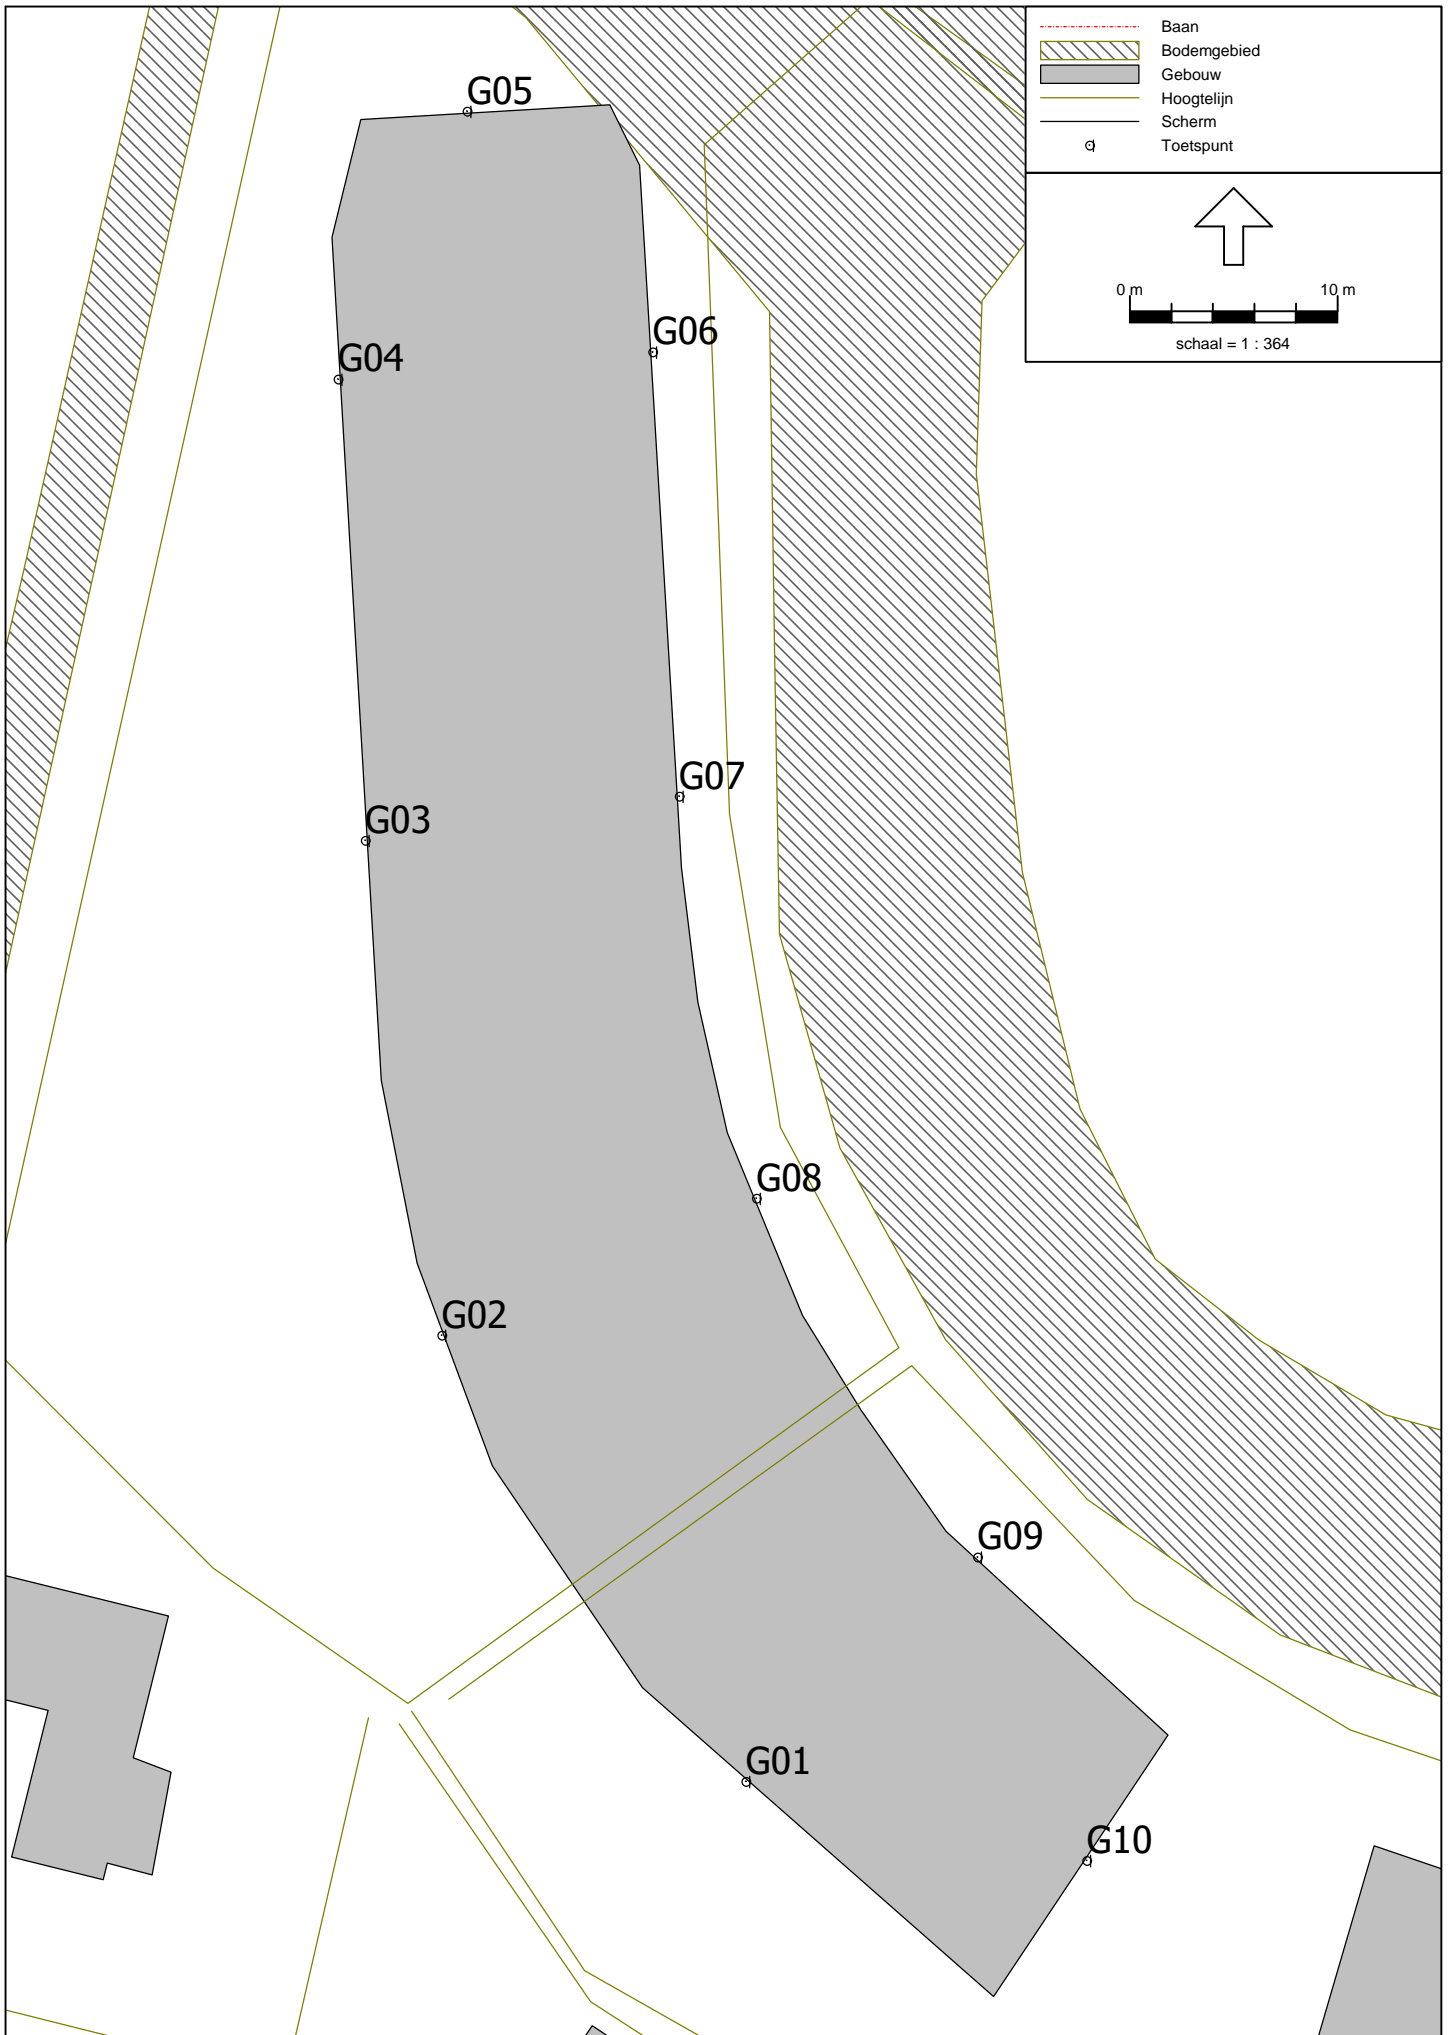 Baan
Bodemgebied
Gebouw
Hoogtelijn
Scherm
Toetspunt
0 m 10 m
schaal = 1 : 364
G05
G06
G04
G07
G03
G08
G02
G09
G01
G10